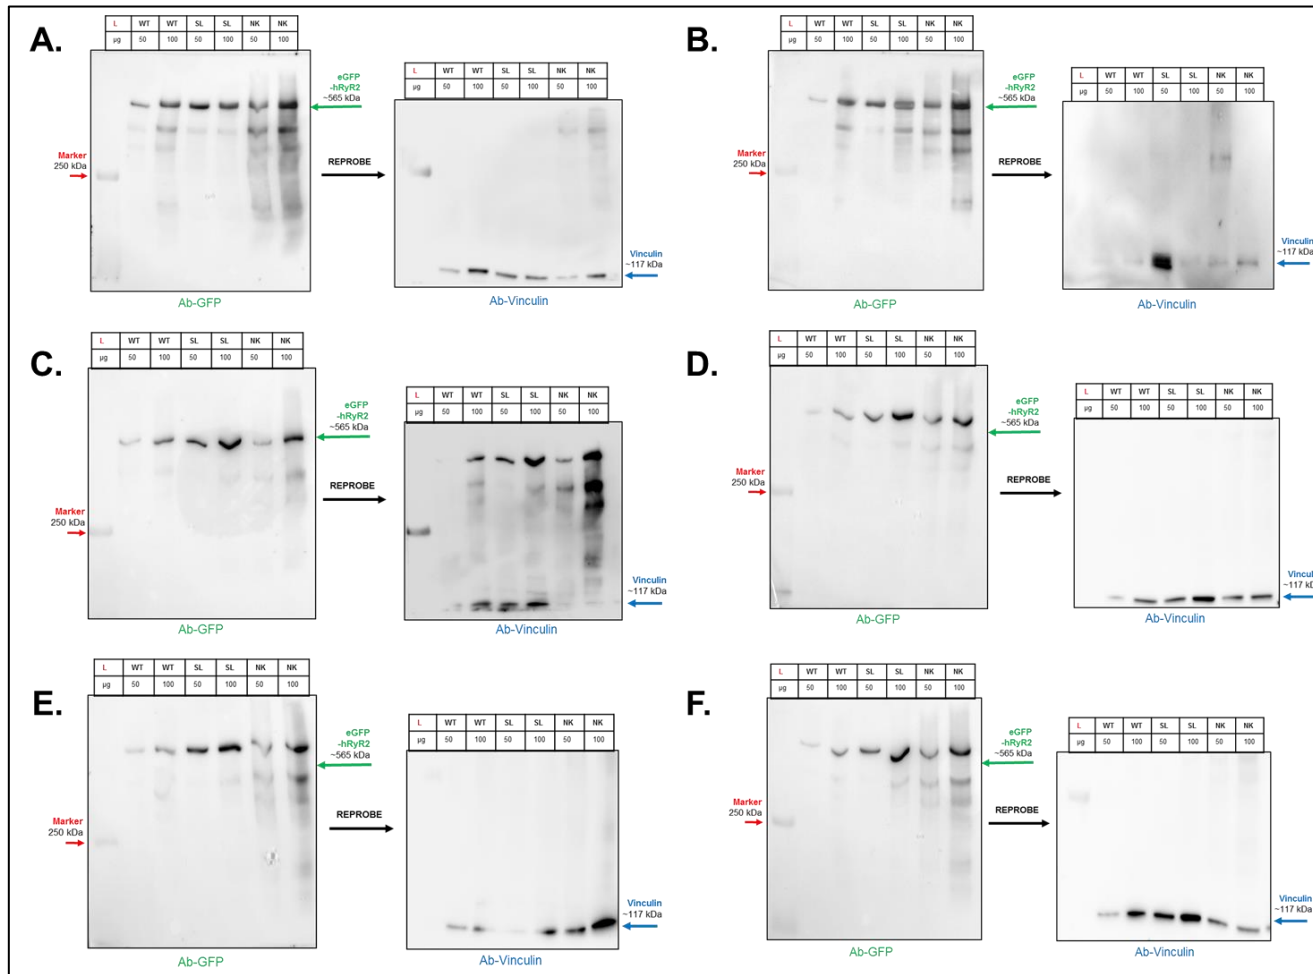 A.
L WT WT SL SL NK NK
µg 50 100 50 100 50 100
eGFP
-hRyR2
~565 kDa
Marker
250 kDa
Ab-GFP
REPROBE
L WT WT SL SL NK NK
µg 50 100 50 100 50 100
Vinculin
~117 kDa
Ab-Vinculin
B.
L WT WT SL SL NK NK
µg 50 100 50 100 50 100
eGFP
-hRyR2
~565 kDa
Marker
250 kDa
Ab-GFP
REPROBE
L WT WT SL SL NK NK
µg 50 100 50 100 50 100
Vinculin
~117 kDa
Ab-Vinculin
C.
L WT WT SL SL NK NK
µg 50 100 50 100 50 100
eGFP
-hRyR2
~565 kDa
Marker
250 kDa
Ab-GFP
REPROBE
L WT WT SL SL NK NK
µg 50 100 50 100 50 100
Vinculin
~117 kDa
Ab-Vinculin
D.
L WT WT SL SL NK NK
µg 50 100 50 100 50 100
eGFP
-hRyR2
~565 kDa
Marker
250 kDa
Ab-GFP
REPROBE
L WT WT SL SL NK NK
µg 50 100 50 100 50 100
~117
Ab-Vinculin
E.
L WT WT SL SL NK NK
µg 50 100 50 100 50 100
eGFP
-hRyR2
~565 kDa
Marker
250 kDa
Ab-GFP
REPROBE
L WT WT SL SL NK NK
µg 50 100 50 100 50 100
Vinculin
~117 kDa
Ab-Vinculin
F.
L WT WT SL SL NK NK
µg 50 100 50 100 50 100
eGFP
-hRyR2
~565 kDa
Marker
250 kDa
Ab-GFP
REPROBE
L WT WT SL SL NK NK
µg 50 100 50 100 50 100
Vinculin
~117 kDa
Ab-Vinculin